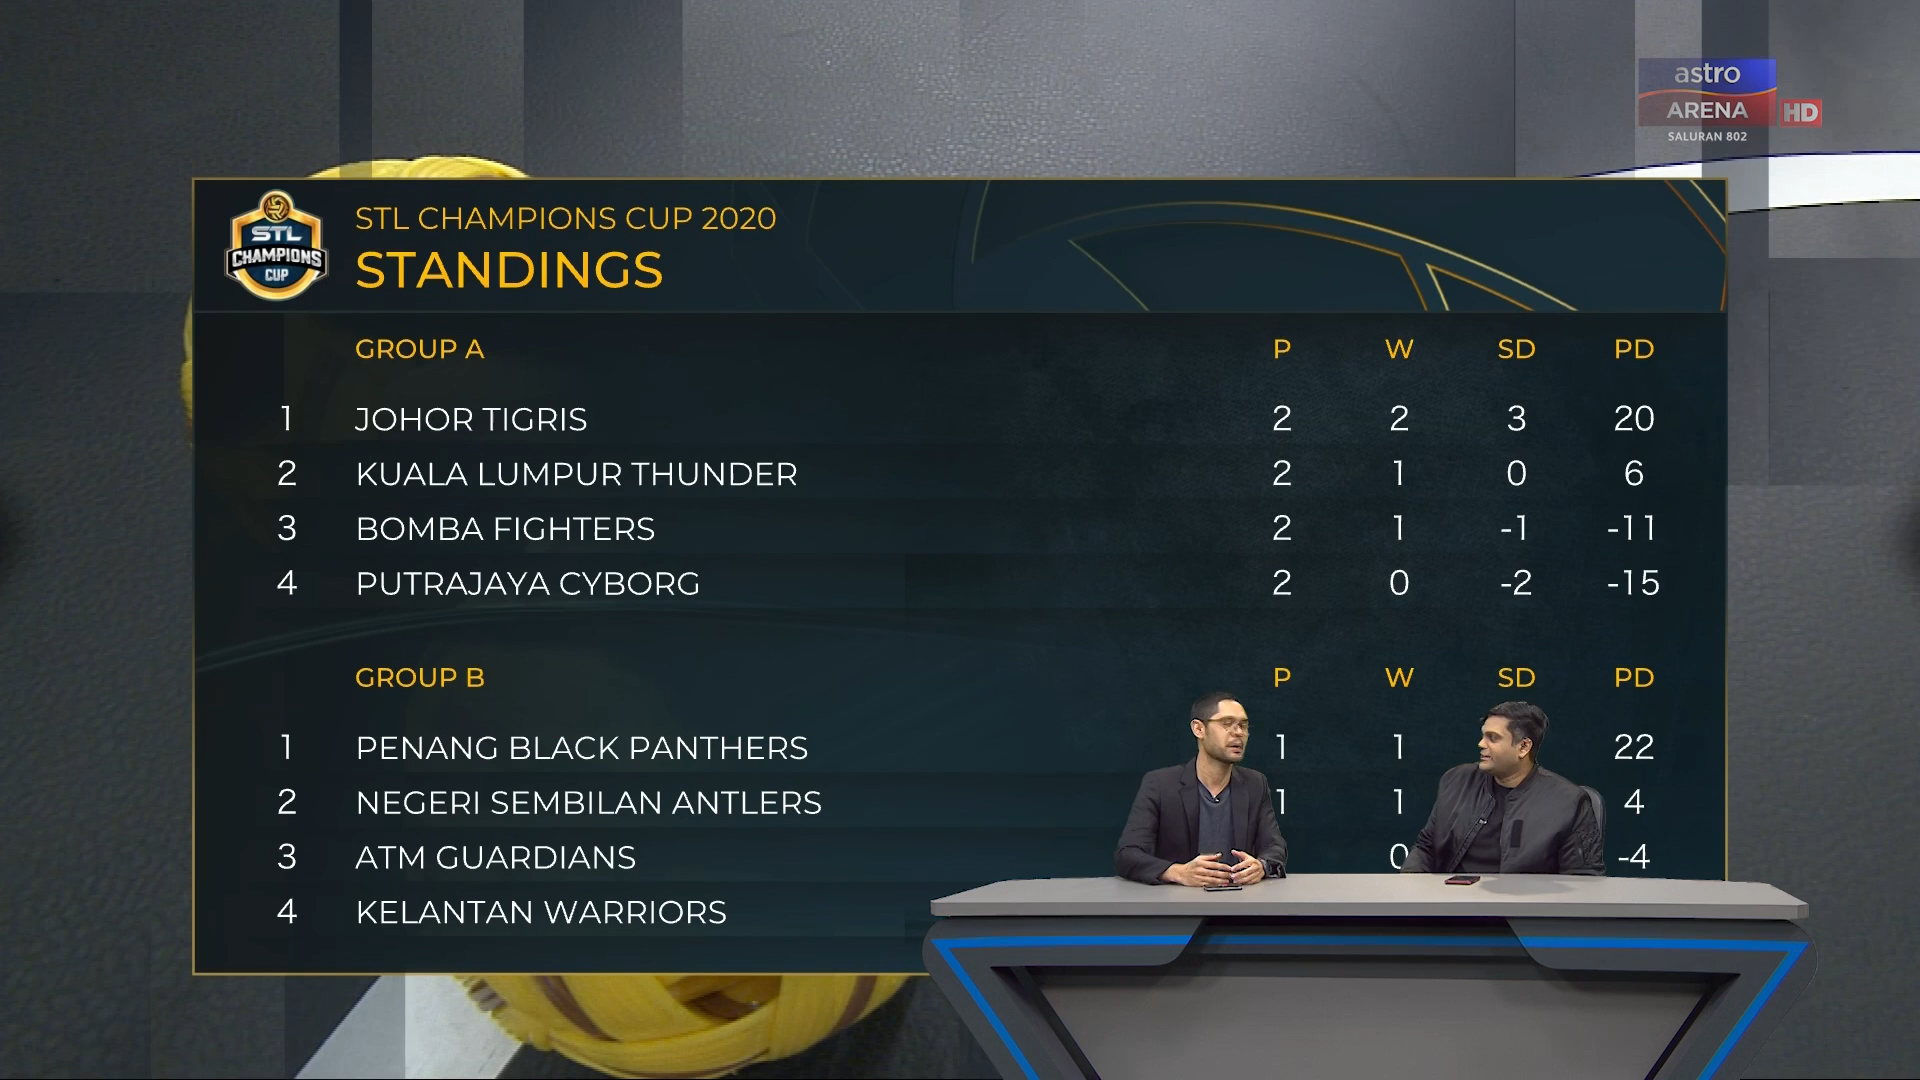 astro
ARENA HD
SALURAN 802
STL CHAMPIONS CUP
STL CHAMPIONS CUP 2020
STANDINGS
GROUP A P W SD PD
1 JOHOR TIGRIS 2 2 3 20
2 KUALA LUMPUR THUNDER 2 1 0 6
3 BOMBA FIGHTERS 2 1 -1 -11
4 PUTRAJAYA CYBORG 2 0 -2 -15
GROUP B P W SD PD
1 PENANG BLACK PANTHERS 1 1 22
2 NEGERI SEMBILAN ANTLERS 1 1 4
3 ATM GUARDIANS 0 -4
4 KELANTAN WARRIORS